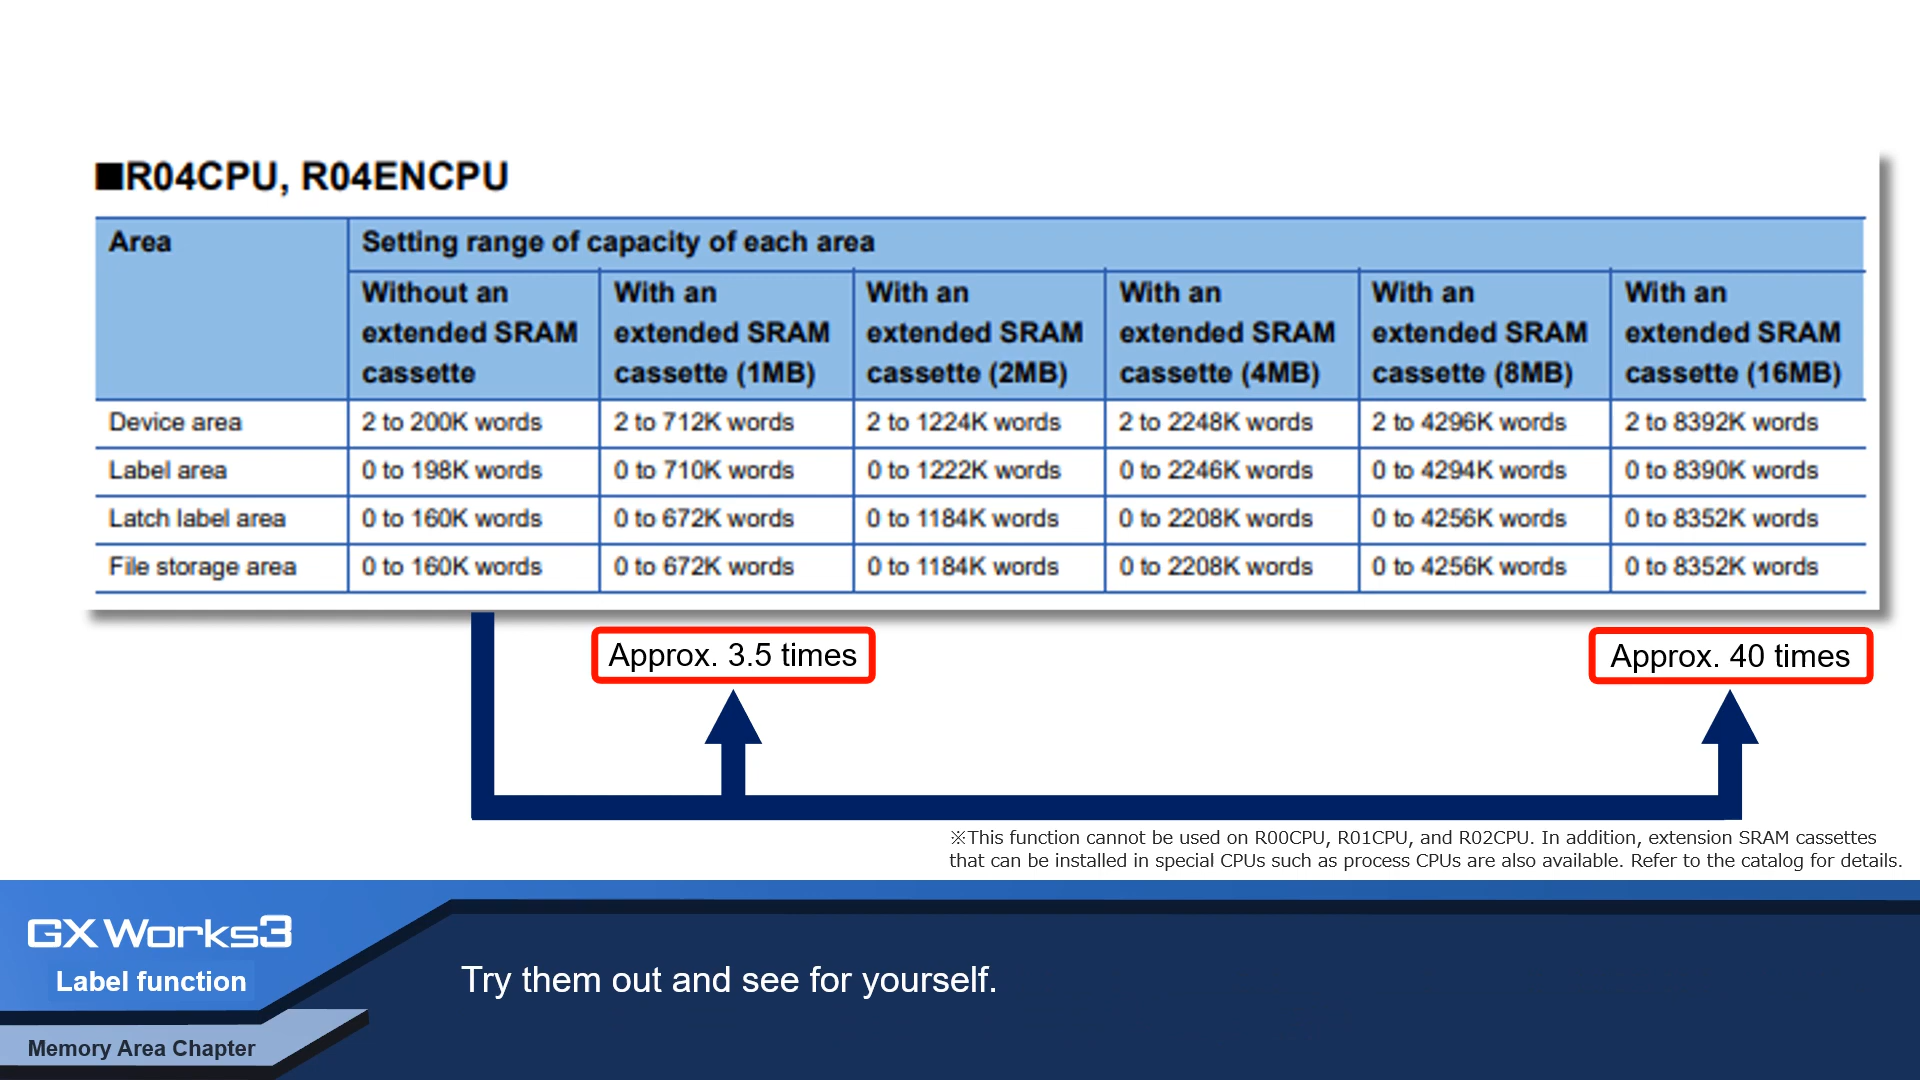 ■R04CPU, R04ENCPU
Area
Setting range of capacity of each area
Without an extended SRAM cassette
With an extended SRAM cassette (1MB)
With an extended SRAM cassette (2MB)
With an extended SRAM cassette (4MB)
With an extended SRAM cassette (8MB)
With an extended SRAM cassette (16MB)
Device area 2 to 200K words 2 to 712K words 2 to 1224K words 2 to 2248K words 2 to 4296K words 2 to 8392K words
Label area 0 to 198K words 0 to 710K words 0 to 1222K words 0 to 2246K words 0 to 4294K words 0 to 8390K words
Latch label area 0 to 160K words 0 to 672K words 0 to 1184K words 0 to 2208K words 0 to 4256K words 0 to 8352K words
File storage area 0 to 160K words 0 to 672K words 0 to 1184K words 0 to 2208K words 0 to 4256K words 0 to 8352K words
Approx. 3.5 times
Approx. 40 times
※This function cannot be used on R00CPU, R01CPU, and R02CPU. In addition, extension SRAM cassettes
that can be installed in special CPUs such as process CPUs are also available. Refer to the catalog for details.
GX Works3
Label function
Try them out and see for yourself.
Memory Area Chapter